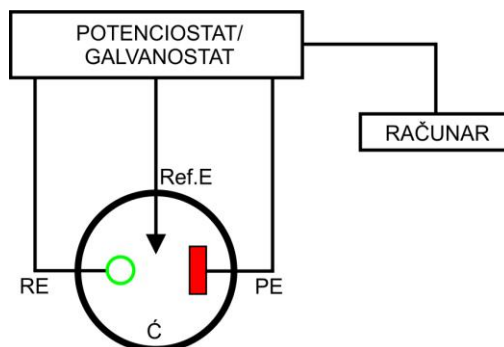 POTENCIOSTAT/
GALVANOSTAT
RAČUNAR
Ref.E
RE
PE
Ć